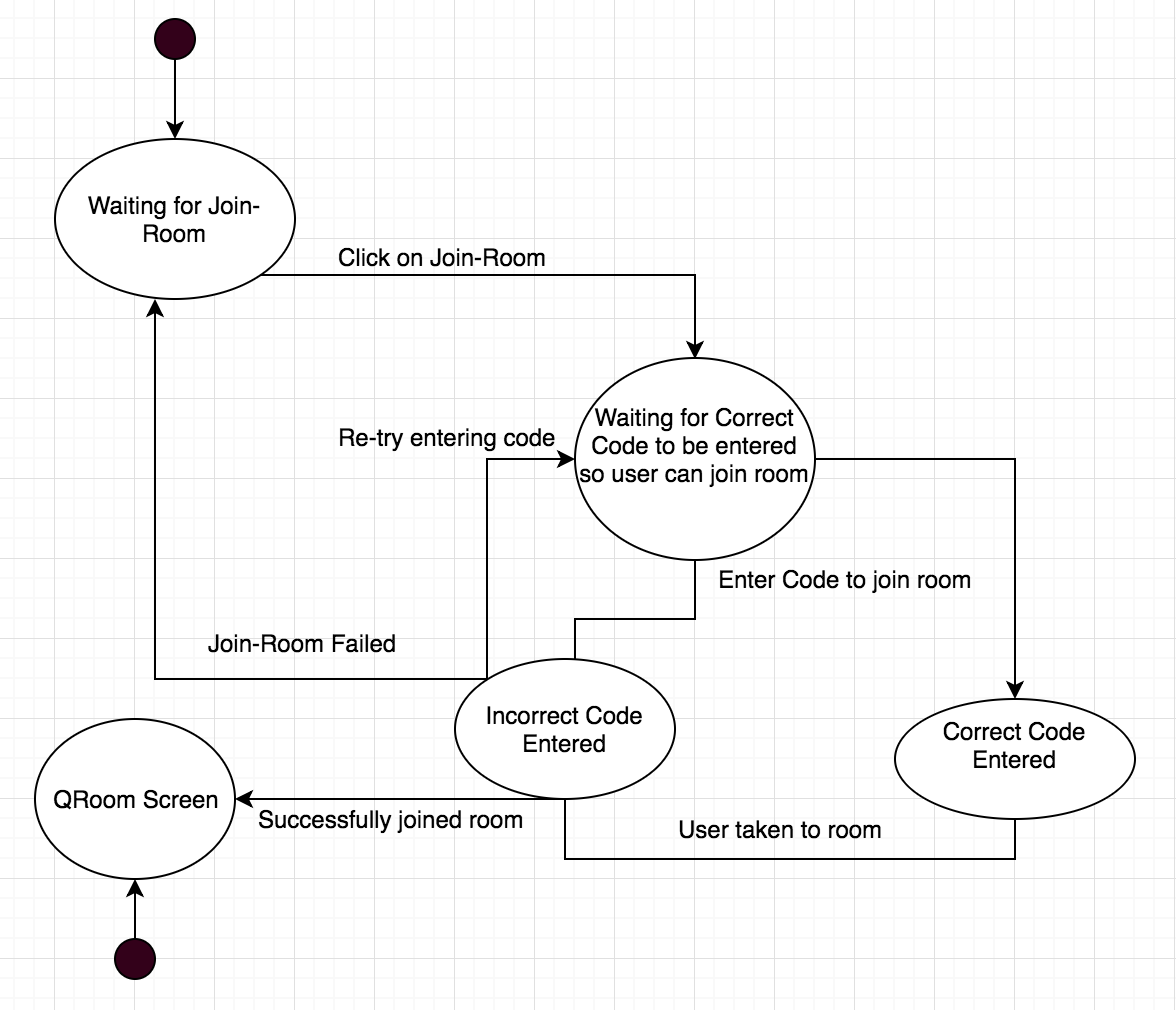 Waiting for Join-
Room
Click on Join-Room
Waiting for Correct
Code to be entered
so user can join room
Re-try entering code
Enter Code to join room
Join-Room Failed
Incorrect Code
Entered
Correct Code
Entered
QRoom Screen
Successfully joined room
User taken to room